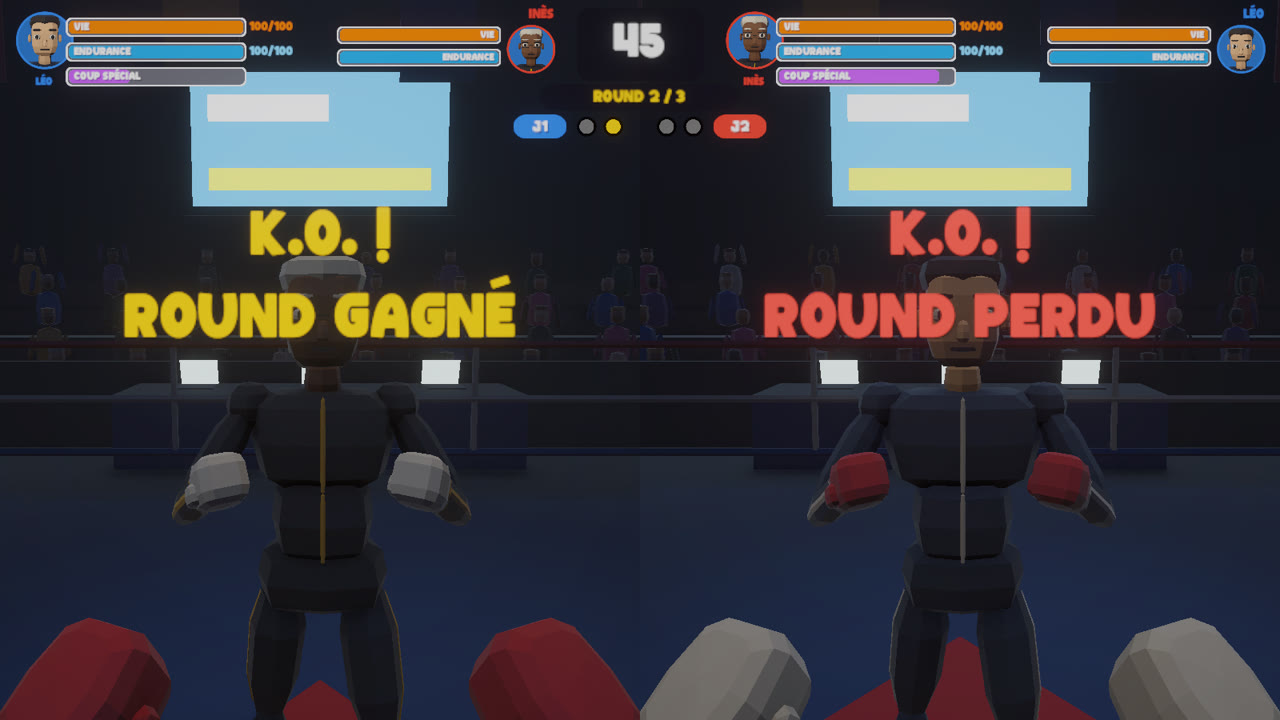 VIE 100/100
ENDURANCE 100/100
COUP SPÉCIAL
LÉO
INÈS
VIE
ENDURANCE
45
ROUND 2 / 3
J1
J2
VIE 100/100
ENDURANCE 100/100
COUP SPÉCIAL
INÈS
LÉO
VIE
ENDURANCE
K.O. !
ROUND GAGNÉ
K.O. !
ROUND PERDU